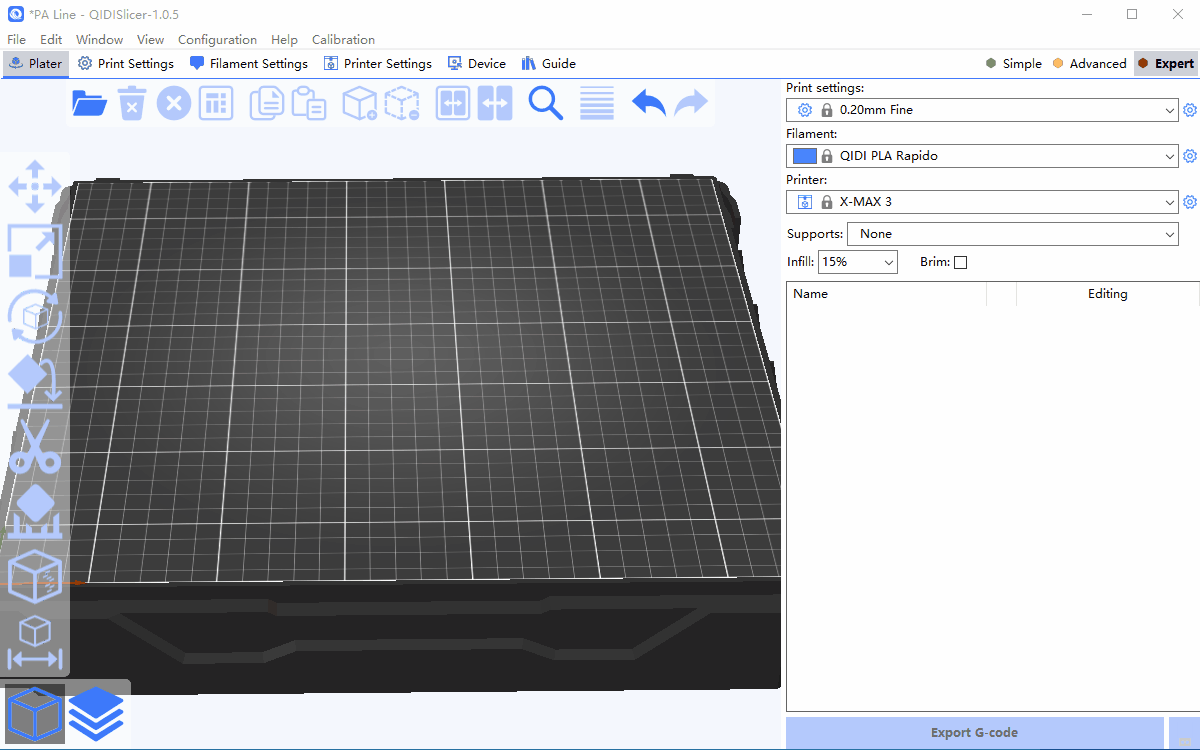 *PA Line - QIDISlicer-1.0.5
File Edit Window View Configuration Help Calibration
Plater Print Settings Filament Settings Printer Settings Device Guide Simple Advanced Expert
Print settings:
0.20mm Fine
Filament:
QIDI PLA Rapido
Printer:
X-MAX 3
Supports: None
Infill: 15% Brim:
Name Editing
Export G-code